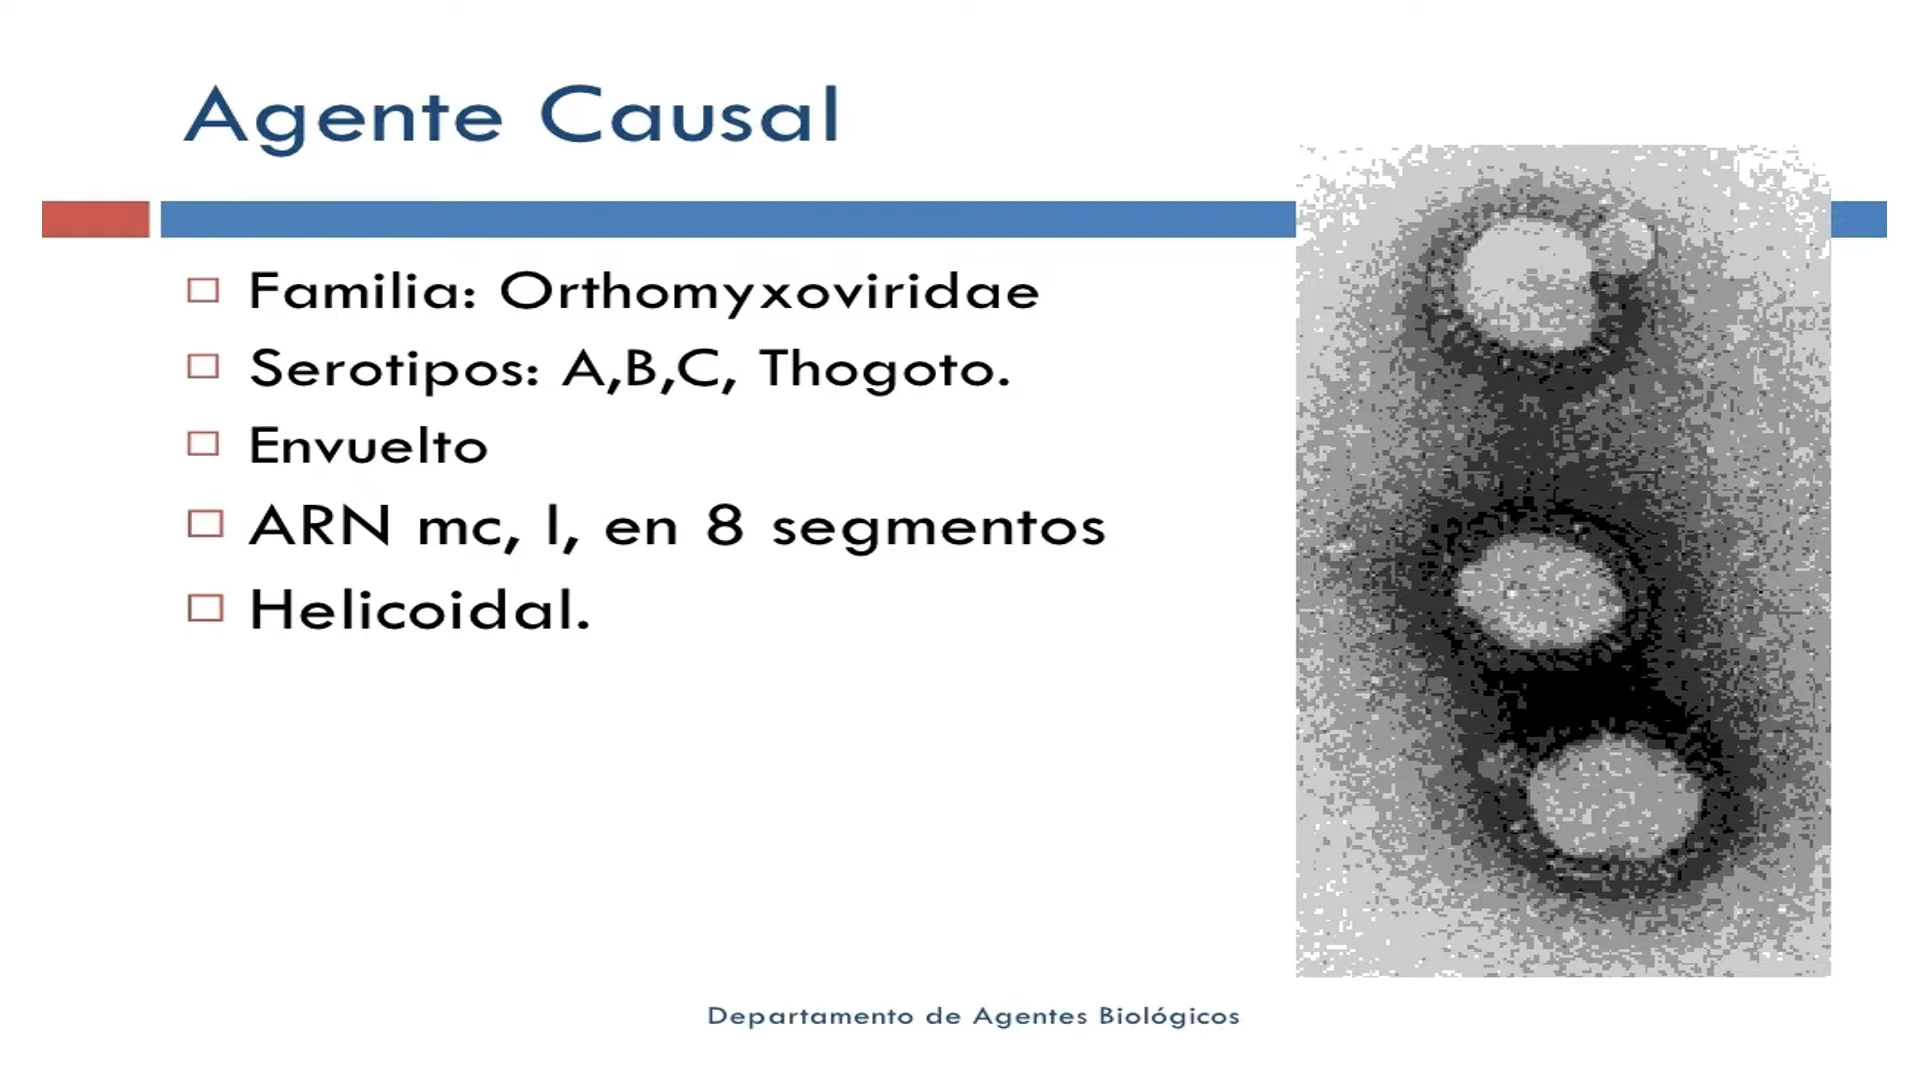 Agente Causal
Familia: Orthomyxoviridae
Serotipos: A,B,C, Thogoto.
Envuelto
ARN mc, l, en 8 segmentos
Helicoidal.
Departamento de Agentes Biológicos